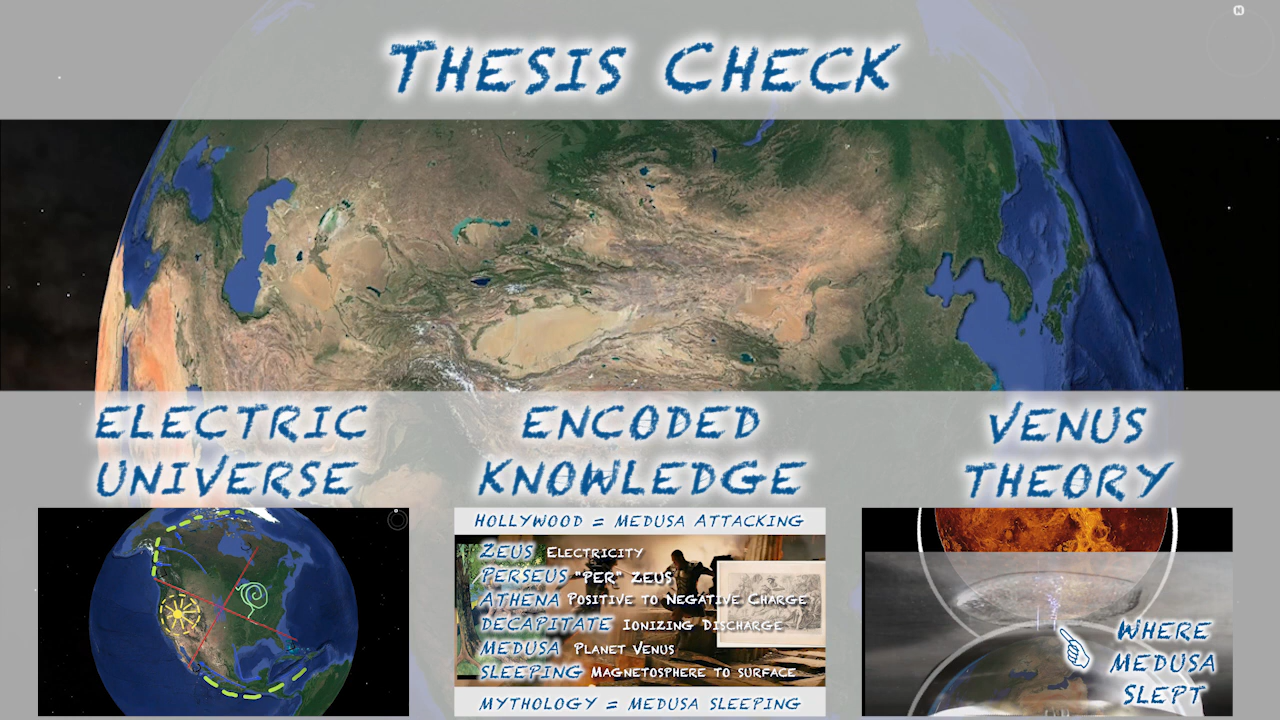 N
THESIS CHECK
ELECTRIC
UNIVERSE
ENCODED
KNOWLEDGE
VENUS
THEORY
HOLLYWOOD = MEDUSA ATTACKING
ZEUS ELECTRICITY
PERSEUS "PER" ZEUS
ATHENA POSITIVE TO NEGATIVE CHARGE
DECAPITATE IONIZING DISCHARGE
MEDUSA PLANET VENUS
SLEEPING MAGNETOSPHERE TO SURFACE
MYTHOLOGY = MEDUSA SLEEPING
WHERE
MEDUSA
SLEPT